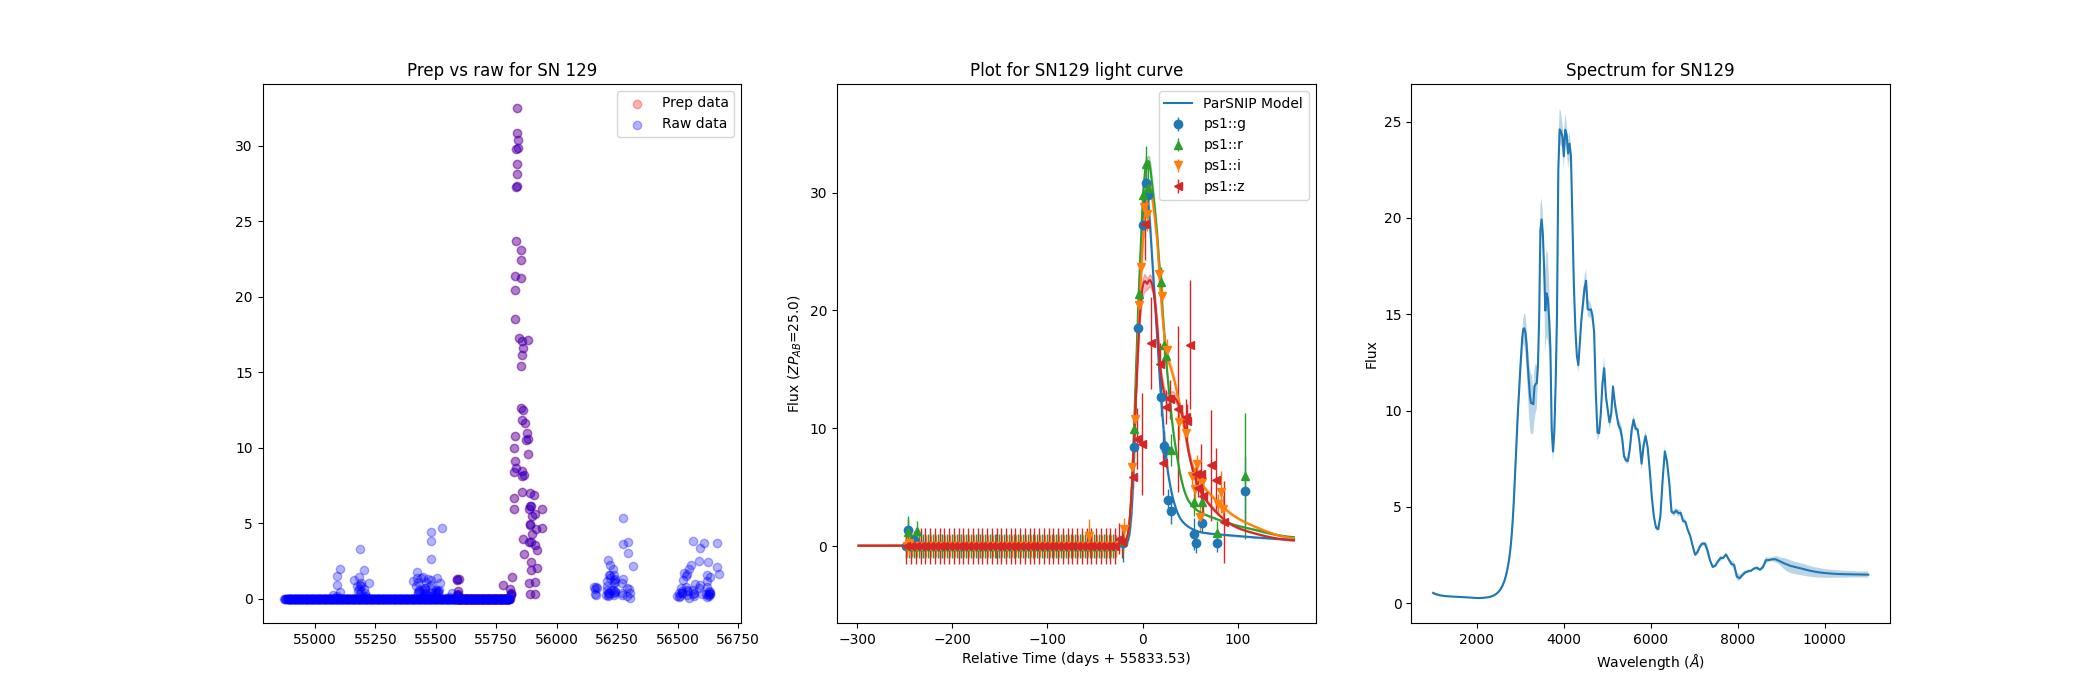 Prep vs raw for SN 129
Prep data
Raw data
30
25
20
15
10
5
0
55000 55250 55500 55750 56000 56250 56500 56750
Plot for SN129 light curve
ParSNIP Model
ps1::g
ps1::r
ps1::i
ps1::z
Flux (ZP_AB=25.0)
30
20
10
0
−300 −200 −100 0 100
Relative Time (days + 55833.53)
Spectrum for SN129
Flux
25
20
15
10
5
0
2000 4000 6000 8000 10000
Wavelength (Å)